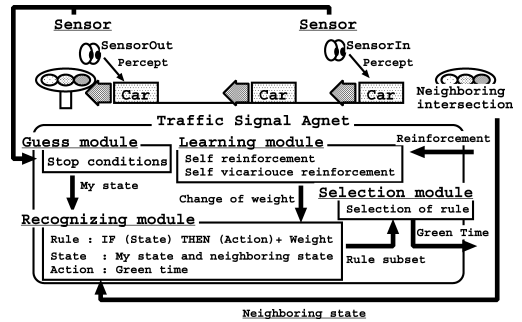 Sensor
Sensor
SensorOut
Percept
SensorIn
Percept
Car
Car
Car
Neighboring
intersection
Traffic Signal Agnet
Guess module
Stop conditions
Learning module
Self reinforcement
Self vicariouce reinforcement
Reinforcement
My state
Change of weight
Selection module
Selection of rule
Recognizing module
Rule : IF (State) THEN (Action)+ Weight
State : My state and neighboring state
Action : Green time
Rule subset
Green Time
Neighboring state